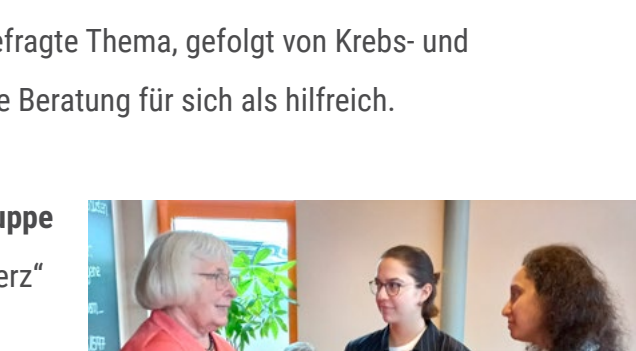 efragte Thema, gefolgt von Krebs- und
e Beratung für sich als hilfreich.
uppe
erz“